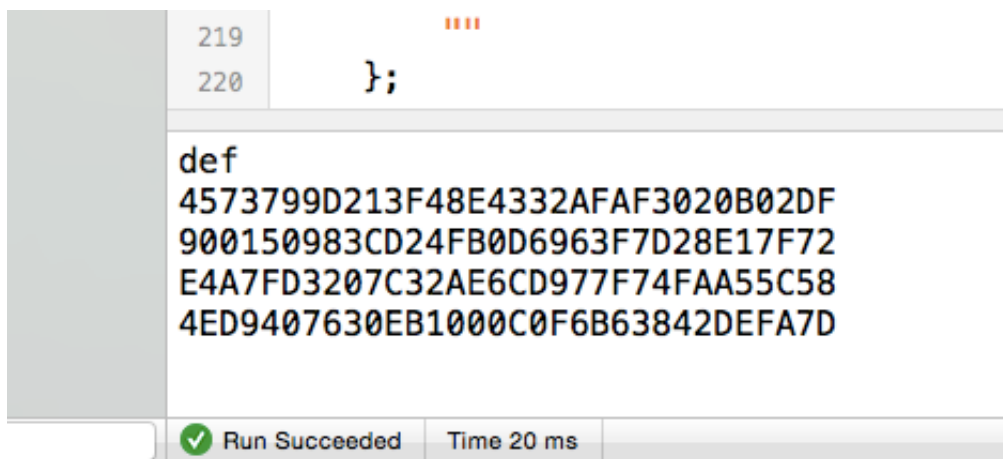 219 """"
220 };
def
4573799D213F48E4332AFAF3020B02DF
900150983CD24FB0D6963F7D28E17F72
E4A7FD3207C32AE6CD977F74FAA55C58
4ED9407630EB1000C0F6B63842DEFA7D
Run Succeeded Time 20 ms